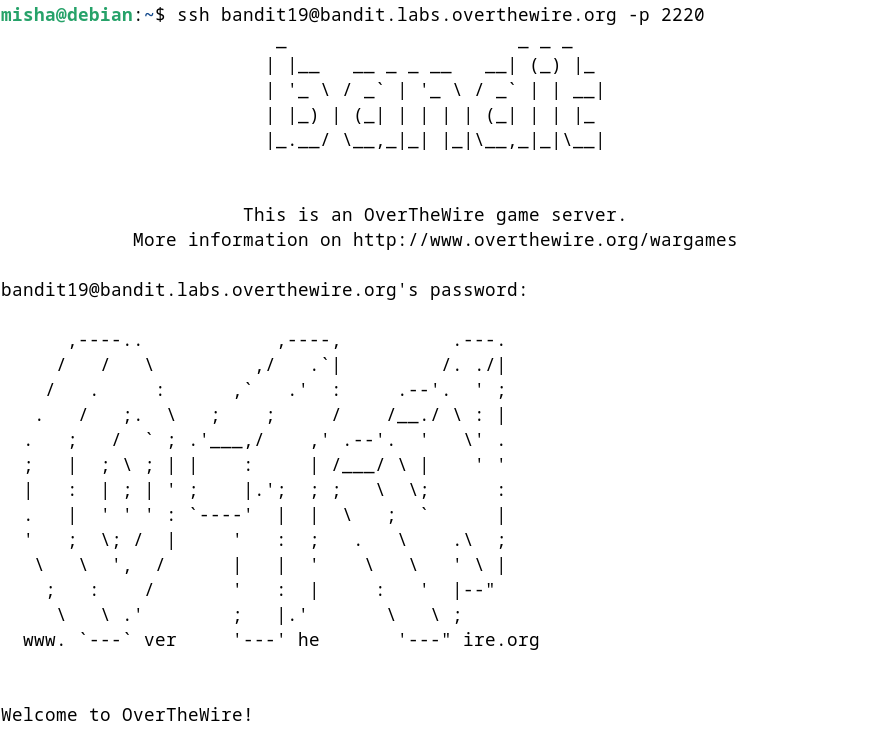 misha@debian:~$ ssh bandit19@bandit.labs.overthewire.org -p 2220
                         _                     _ _ _
                        | |__   __ _ _ __   __| (_) |_
                        | '_ \ / _` | '_ \ / _` | | __|
                        | |_) | (_| | | | | (_| | | |_
                        |_.__/ \__,_|_| |_|\__,_|_|\__|

                      This is an OverTheWire game server.
            More information on http://www.overthewire.org/wargames

bandit19@bandit.labs.overthewire.org's password:

      ,----..            ,----,          .---.
     /   /   \         ,/   .`|         /. ./|
    /   .     :      ,`   .'  :     .--'.  ' ;
   .   /   ;.  \   ;    ;     /    /__./ \ : |
  .   ;   /  ` ; .'___,/    ,' .--'.  '   \' .
  ;   |  ; \ ; | |    :     | /___/ \ |    ' '
  |   :  | ; | ' ;    |.';  ; ;   \  \;      :
  .   |  ' ' ' : `----'  |  |  \   ;  `      |
  '   ;  \; /  |     '   :  ;   .   \    .\  ;
   \   \  ',  /      |   |  '    \   \   ' \ |
    ;   :    /       '   :  |     :   '  |--"
     \   \ .'        ;   |.'       \   \ ;
  www. `---` ver     '---' he       '---" ire.org

Welcome to OverTheWire!